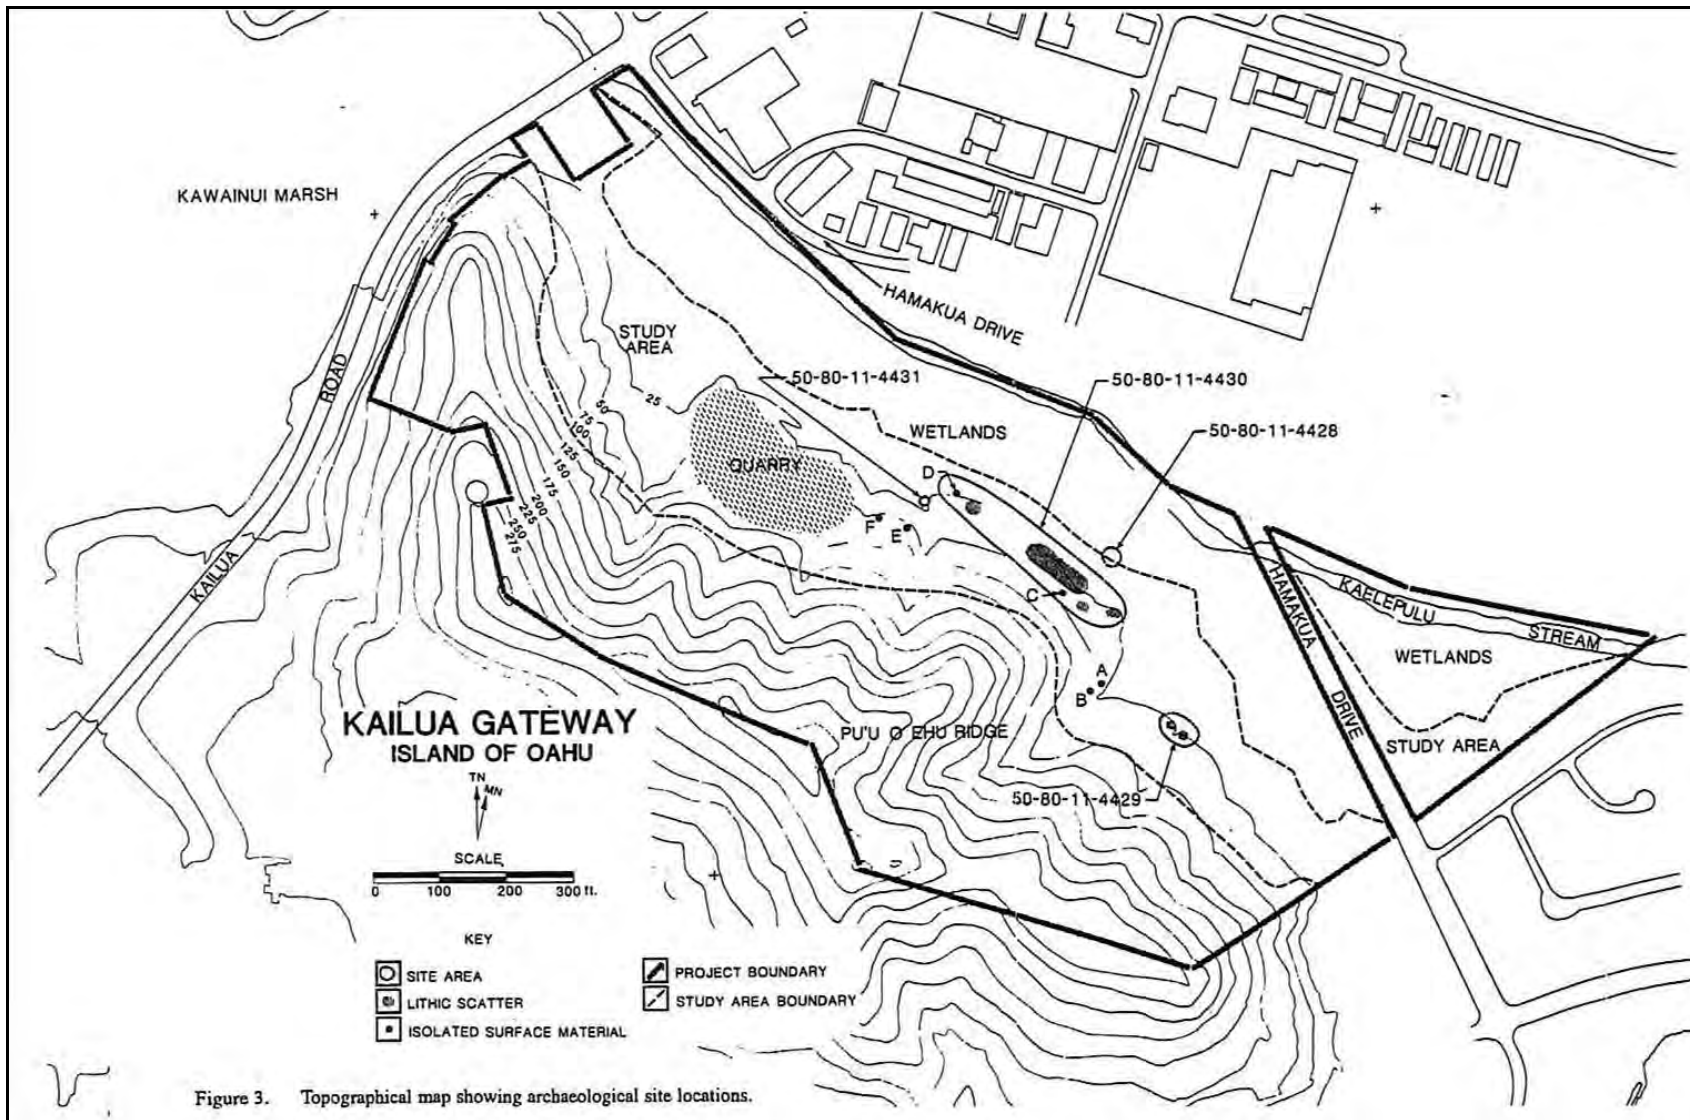 KAWAINUI MARSH
HAMAKUA DRIVE
STUDY
AREA
50-80-11-4431
50-80-11-4430
50-80-11-4428
25
50
75
100
125
150
175
200
225
250
275
WETLANDS
QUARRY
D
F
E
C
A
B
KAILUA ROAD
HAMAKUA DRIVE
KAELEPULU STREAM
WETLANDS
STUDY AREA
PU'U O EHU RIDGE
50-80-11-4429
KAILUA GATEWAY
ISLAND OF OAHU
TN
MN
SCALE
0 100 200 300 ft.
KEY
SITE AREA
LITHIC SCATTER
ISOLATED SURFACE MATERIAL
PROJECT BOUNDARY
STUDY AREA BOUNDARY
Figure 3. Topographical map showing archaeological site locations.